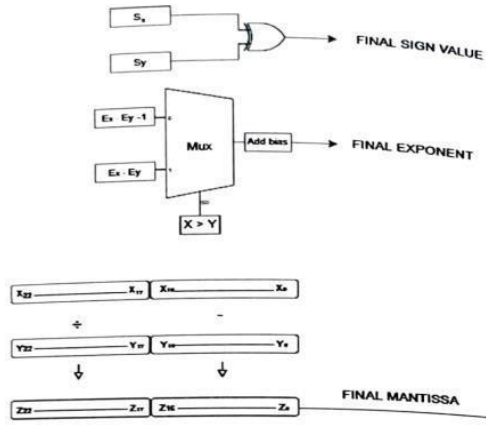 Sx
FINAL SIGN VALUE
Sy
Ex Ey -1
Mux
Add bias
FINAL EXPONENT
Ex - Ey
X > Y
X22 X17 X16 X0
÷ -
Y22 Y17 Y16 Y0
FINAL MANTISSA
Z22 Z17 Z16 Z0